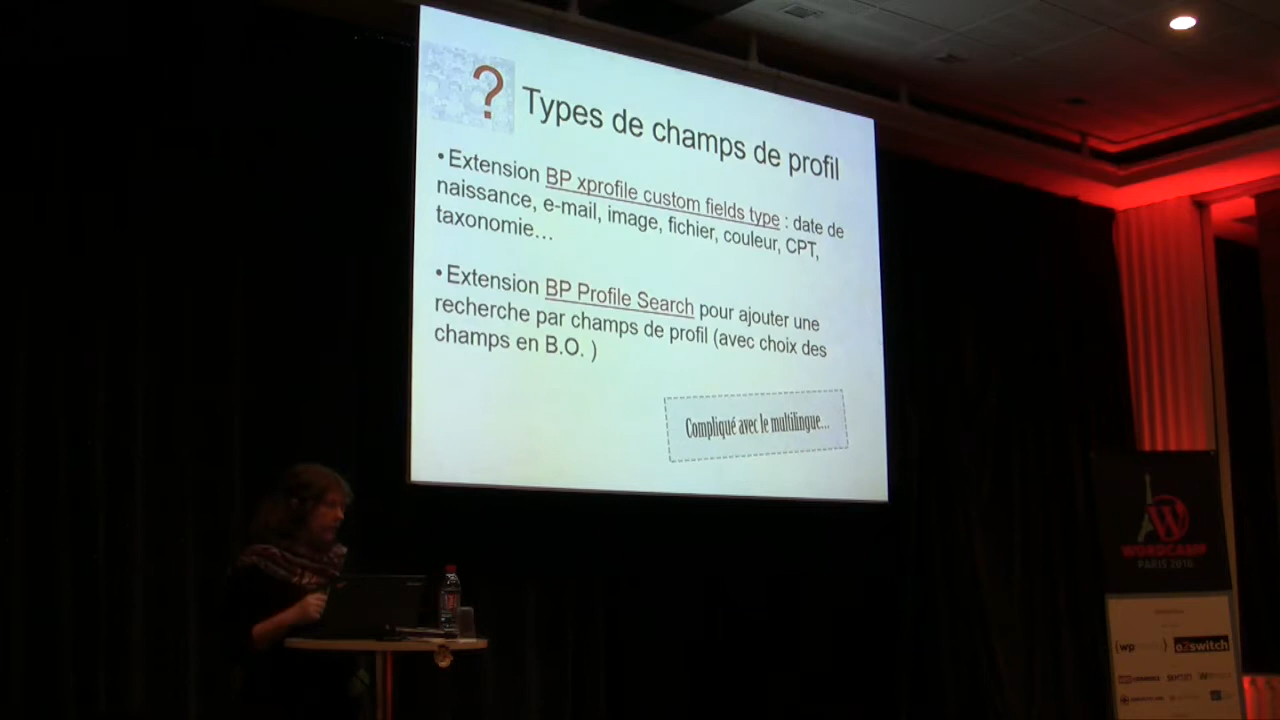 ?
Types de champs de profil
• Extension BP xprofile custom fields type : date de
naissance, e-mail, image, fichier, couleur, CPT,
taxonomie…
• Extension BP Profile Search pour ajouter une
recherche par champs de profil (avec choix des
champs en B.O. )
Compliqué avec le multilingue...
WORDCAMP
PARIS 2016
o2switch